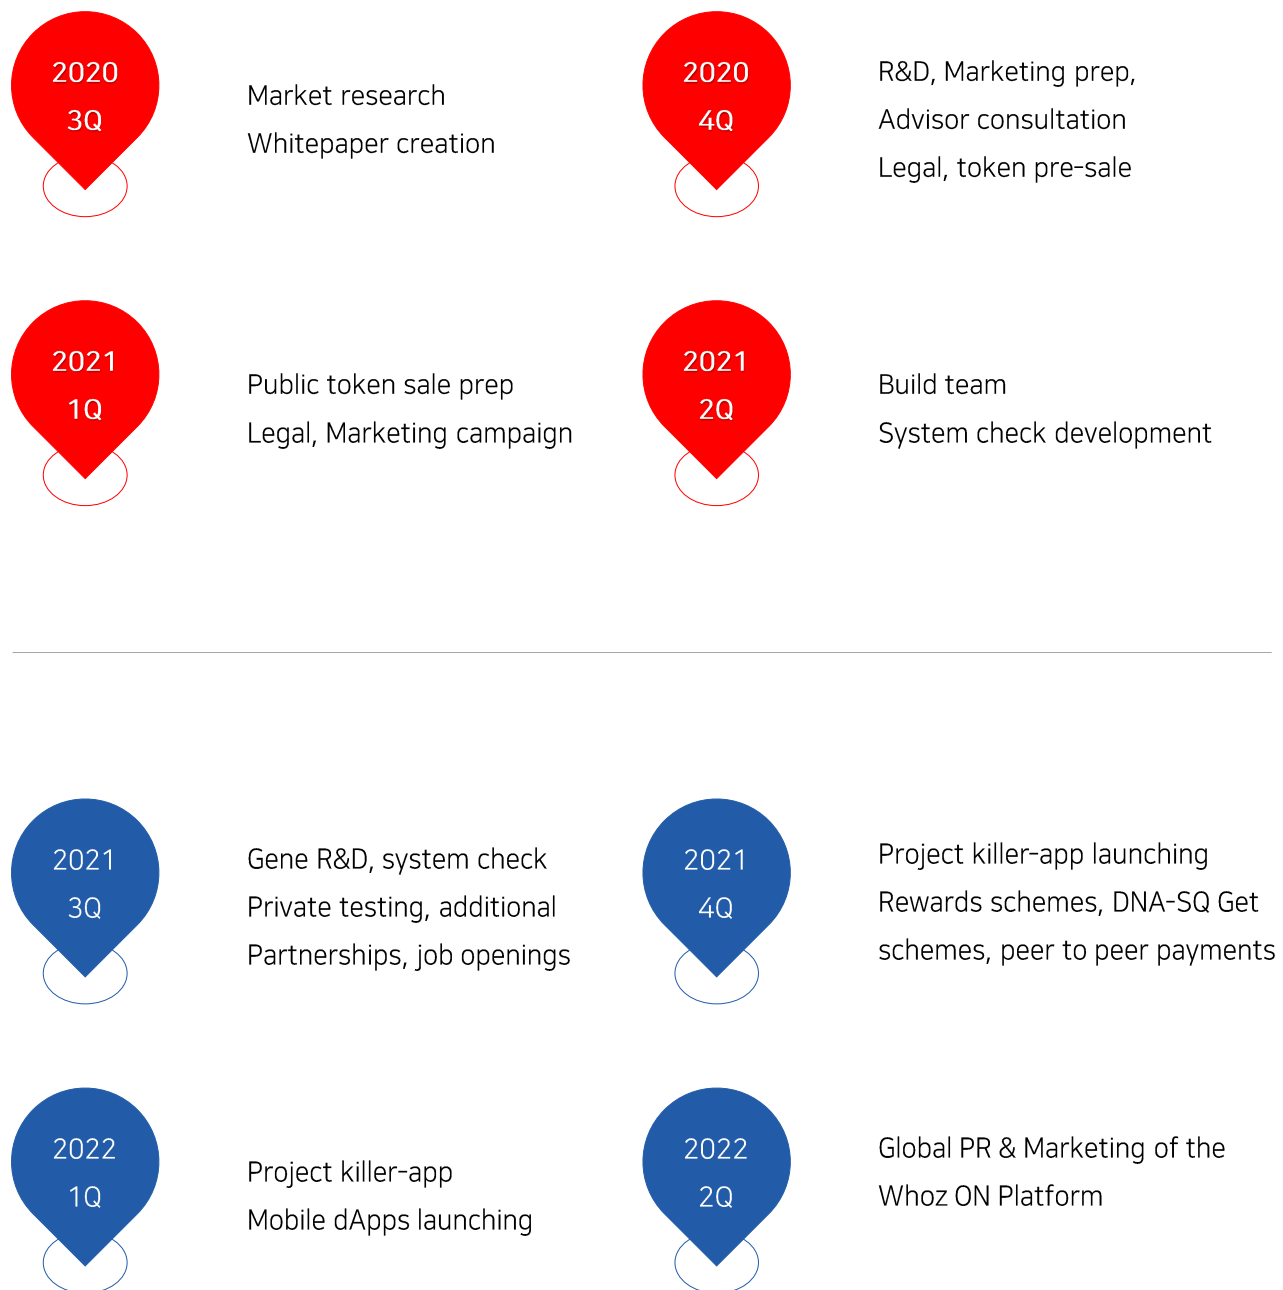 2020
3Q
Market research
Whitepaper creation
2020
4Q
R&D, Marketing prep,
Advisor consultation
Legal, token pre-sale
2021
1Q
Public token sale prep
Legal, Marketing campaign
2021
2Q
Build team
System check development
2021
3Q
Gene R&D, system check
Private testing, additional
Partnerships, job openings
2021
4Q
Project killer-app launching
Rewards schemes, DNA-SQ Get
schemes, peer to peer payments
2022
1Q
Project killer-app
Mobile dApps launching
2022
2Q
Global PR & Marketing of the
Whoz ON Platform